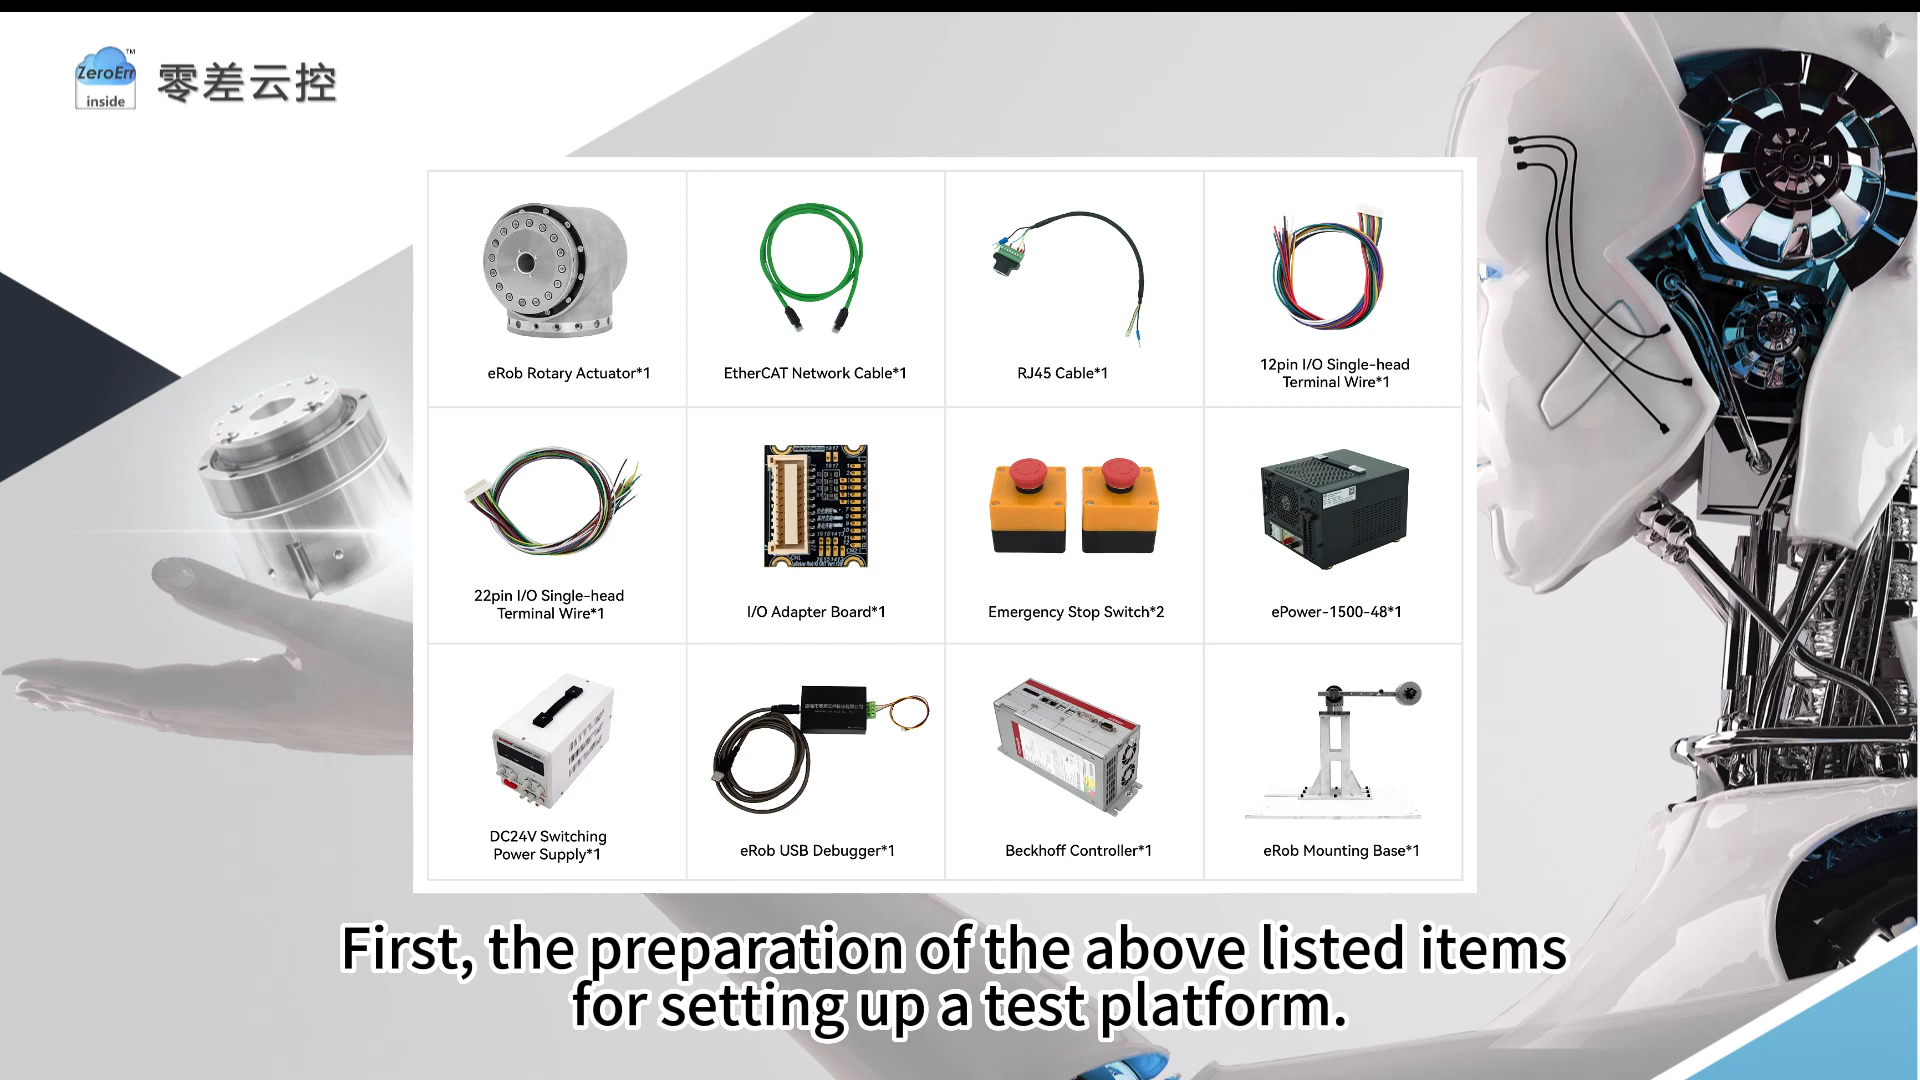 ZeroErr
TM
inside
零差云控
eRob Rotary Actuator*1
EtherCAT Network Cable*1
RJ45 Cable*1
12pin I/O Single-head
Terminal Wire*1
22pin I/O Single-head
Terminal Wire*1
I/O Adapter Board*1
Emergency Stop Switch*2
ePower-1500-48*1
DC24V Switching
Power Supply*1
eRob USB Debugger*1
Beckhoff Controller*1
eRob Mounting Base*1
First, the preparation of the above listed items
for setting up a test platform.